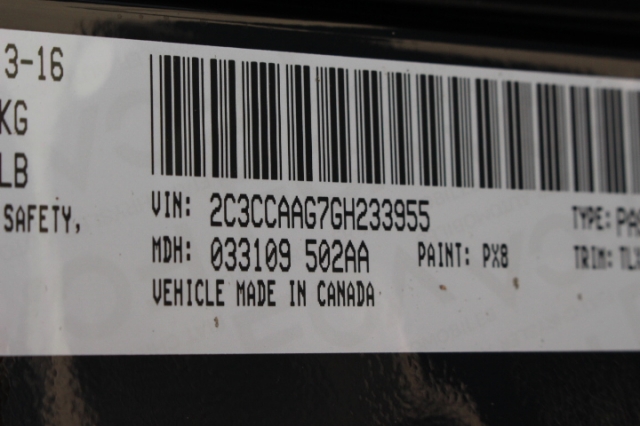 3-16
KG
LB
SAFETY,
VIN: 2C3CCAAG7GH233955 TYPE:
MDH: 033109 502AA PAINT: PX8 TRIM:
VEHICLE MADE IN CANADA